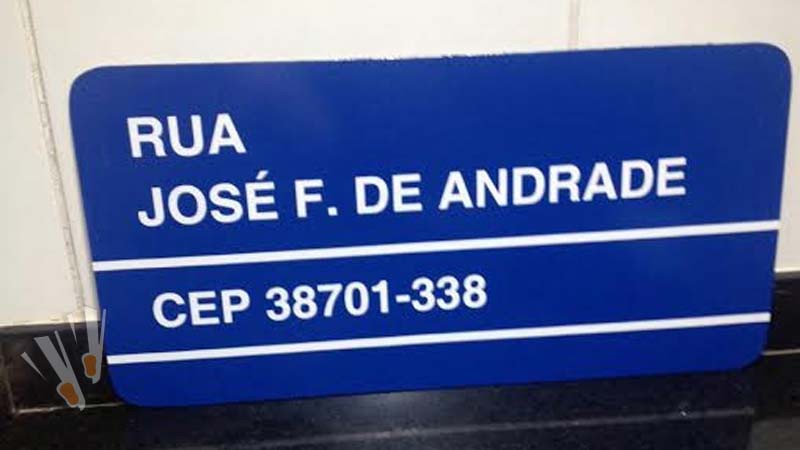 RUA
JOSÉ F. DE ANDRADE
CEP 38701-338